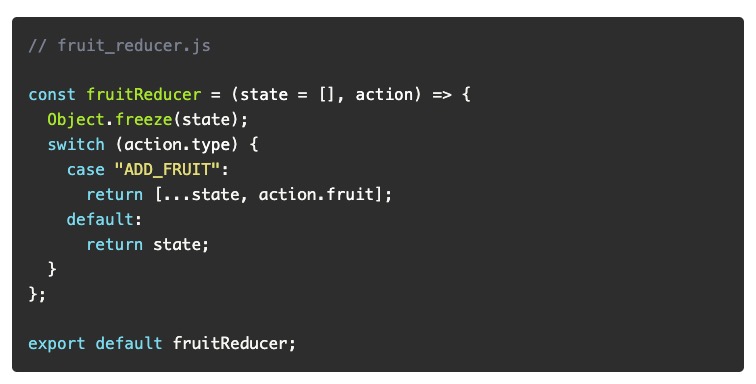 // fruit_reducer.js
const fruitReducer = (state = [], action) => {
  Object.freeze(state);
  switch (action.type) {
    case "ADD_FRUIT":
      return [...state, action.fruit];
    default:
      return state;
  }
};
export default fruitReducer;